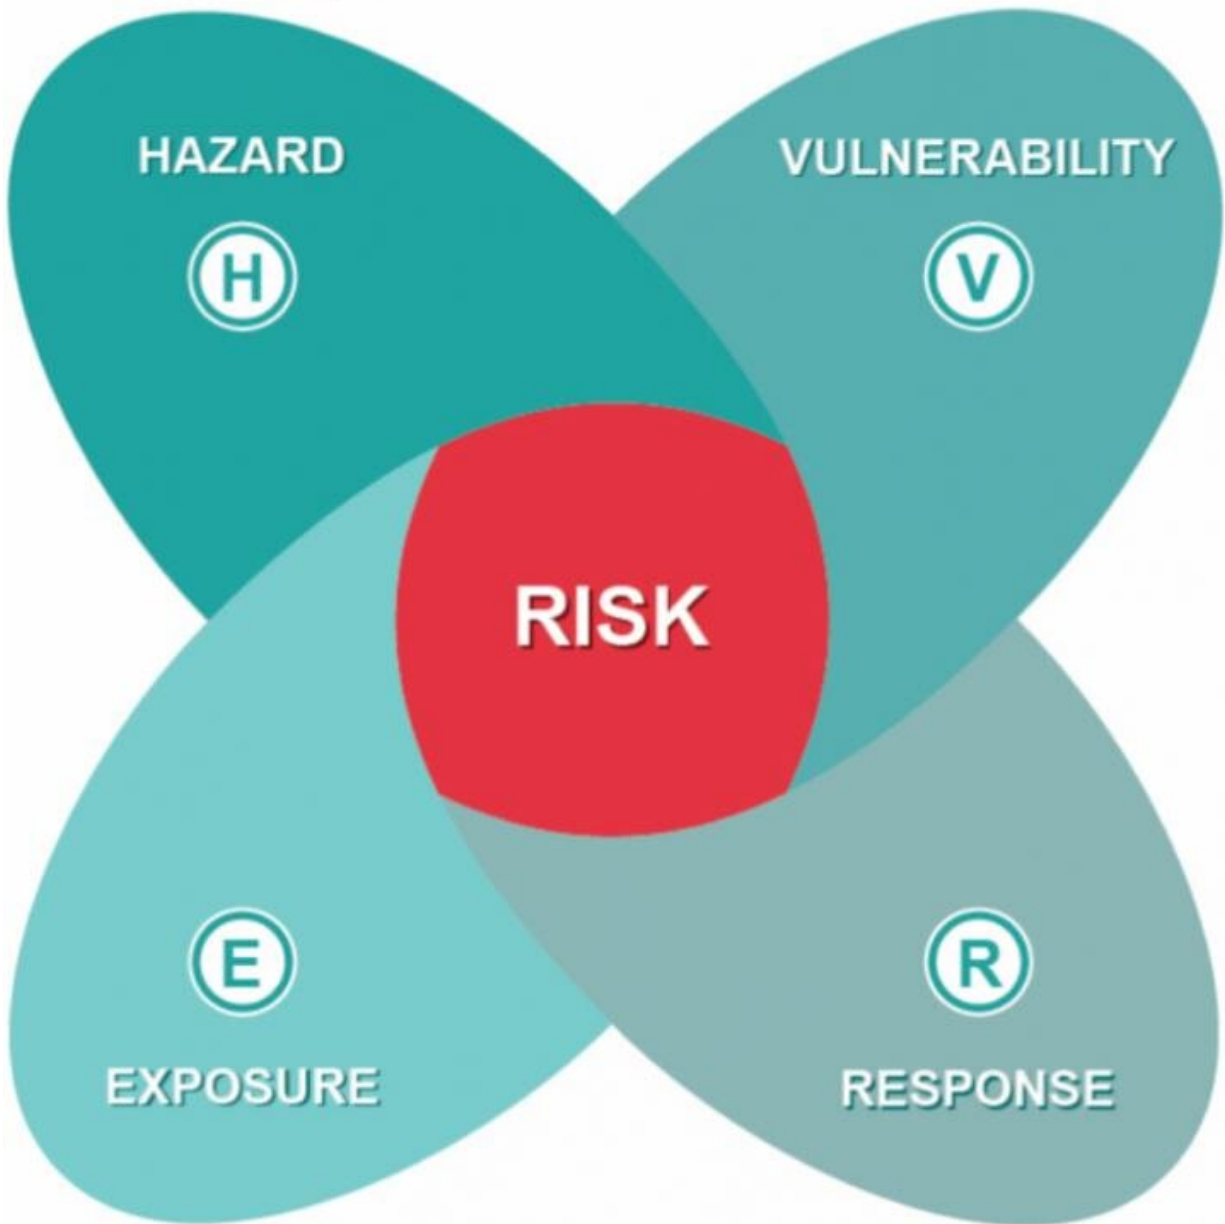 HAZARD
H
VULNERABILITY
V
RISK
E
EXPOSURE
R
RESPONSE